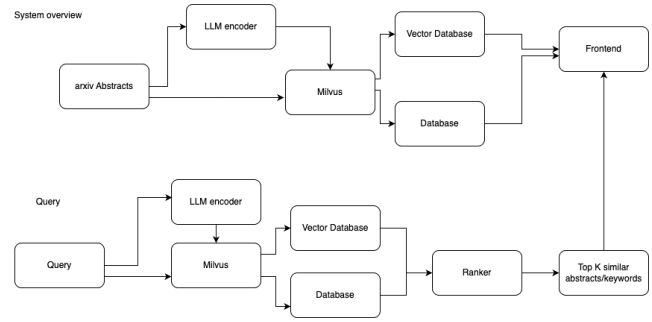 System overview
LLM encoder
Vector Database
Frontend
arxiv Abstracts
Milvus
Database
Query
LLM encoder
Vector Database
Query
Milvus
Ranker
Top K similar
abstracts/keywords
Database